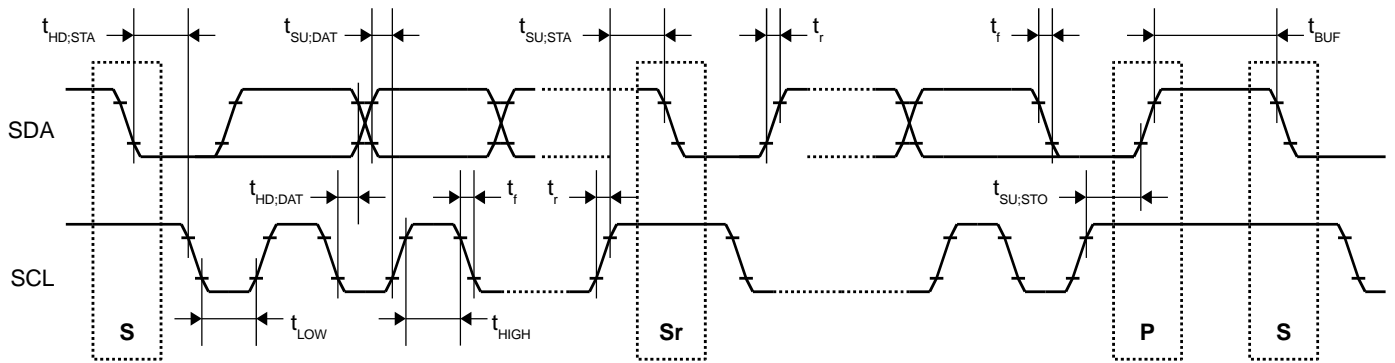 tHD;STA
tSU;DAT
tSU;STA
tr
tf
tBUF
SDA
tHD;DAT
tf
tr
tSU;STO
SCL
S
tLOW
tHIGH
Sr
P
S